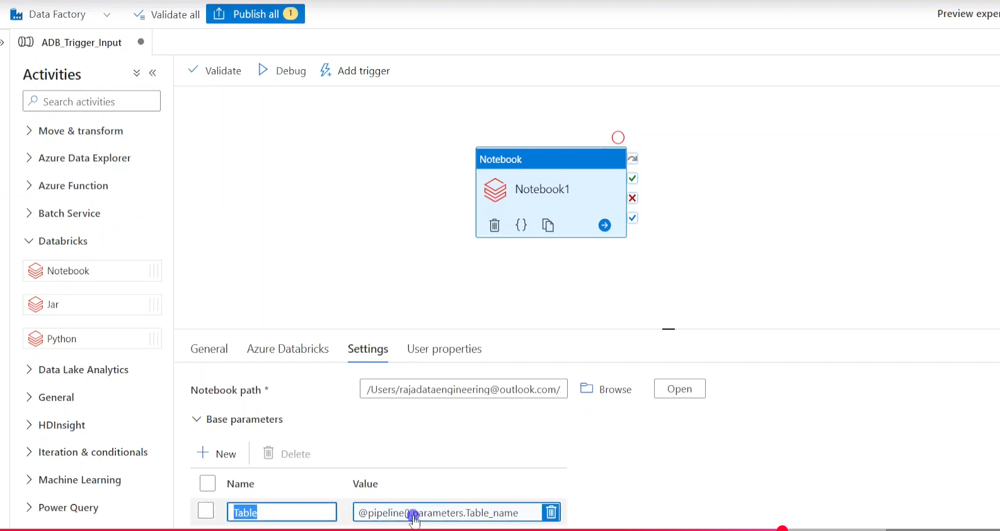 Data Factory
Validate all
Publish all 1
ADB_Trigger_Input
Activities
Search activities
Move & transform
Azure Data Explorer
Azure Function
Batch Service
Databricks
Notebook
Jar
Python
Data Lake Analytics
General
HDInsight
Iteration & conditionals
Machine Learning
Power Query
Validate
Debug
Add trigger
Notebook
Notebook1
General
Azure Databricks
Settings
User properties
Notebook path *
/Users/rajadataengineering@outlook.com/
Browse
Open
Base parameters
New
Delete
Name
Value
Table
@pipeline().parameters.Table_name
Preview